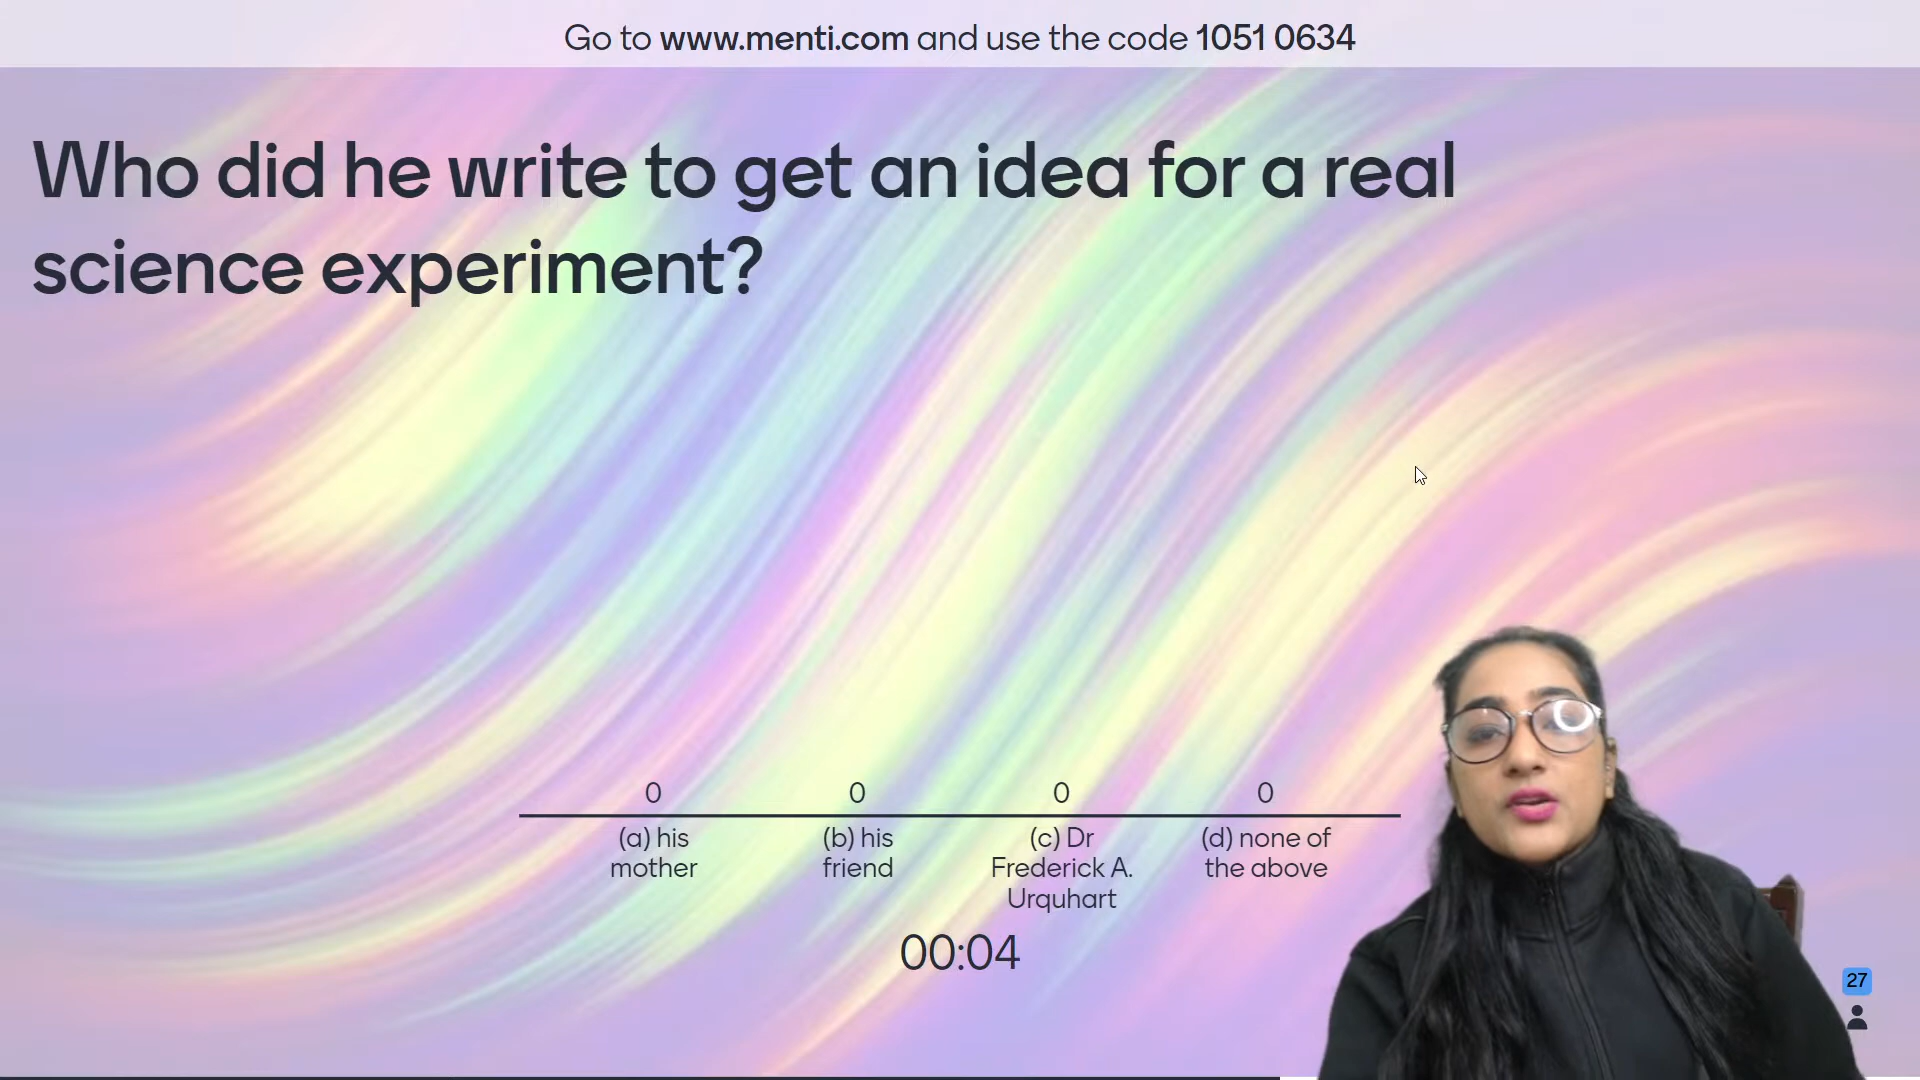 Go to www.menti.com and use the code 1051 0634
Who did he write to get an idea for a real
science experiment?
0
0
0
0
(a) his
mother
(b) his
friend
(c) Dr
Frederick A.
Urquhart
(d) none of
the above
00:04
27